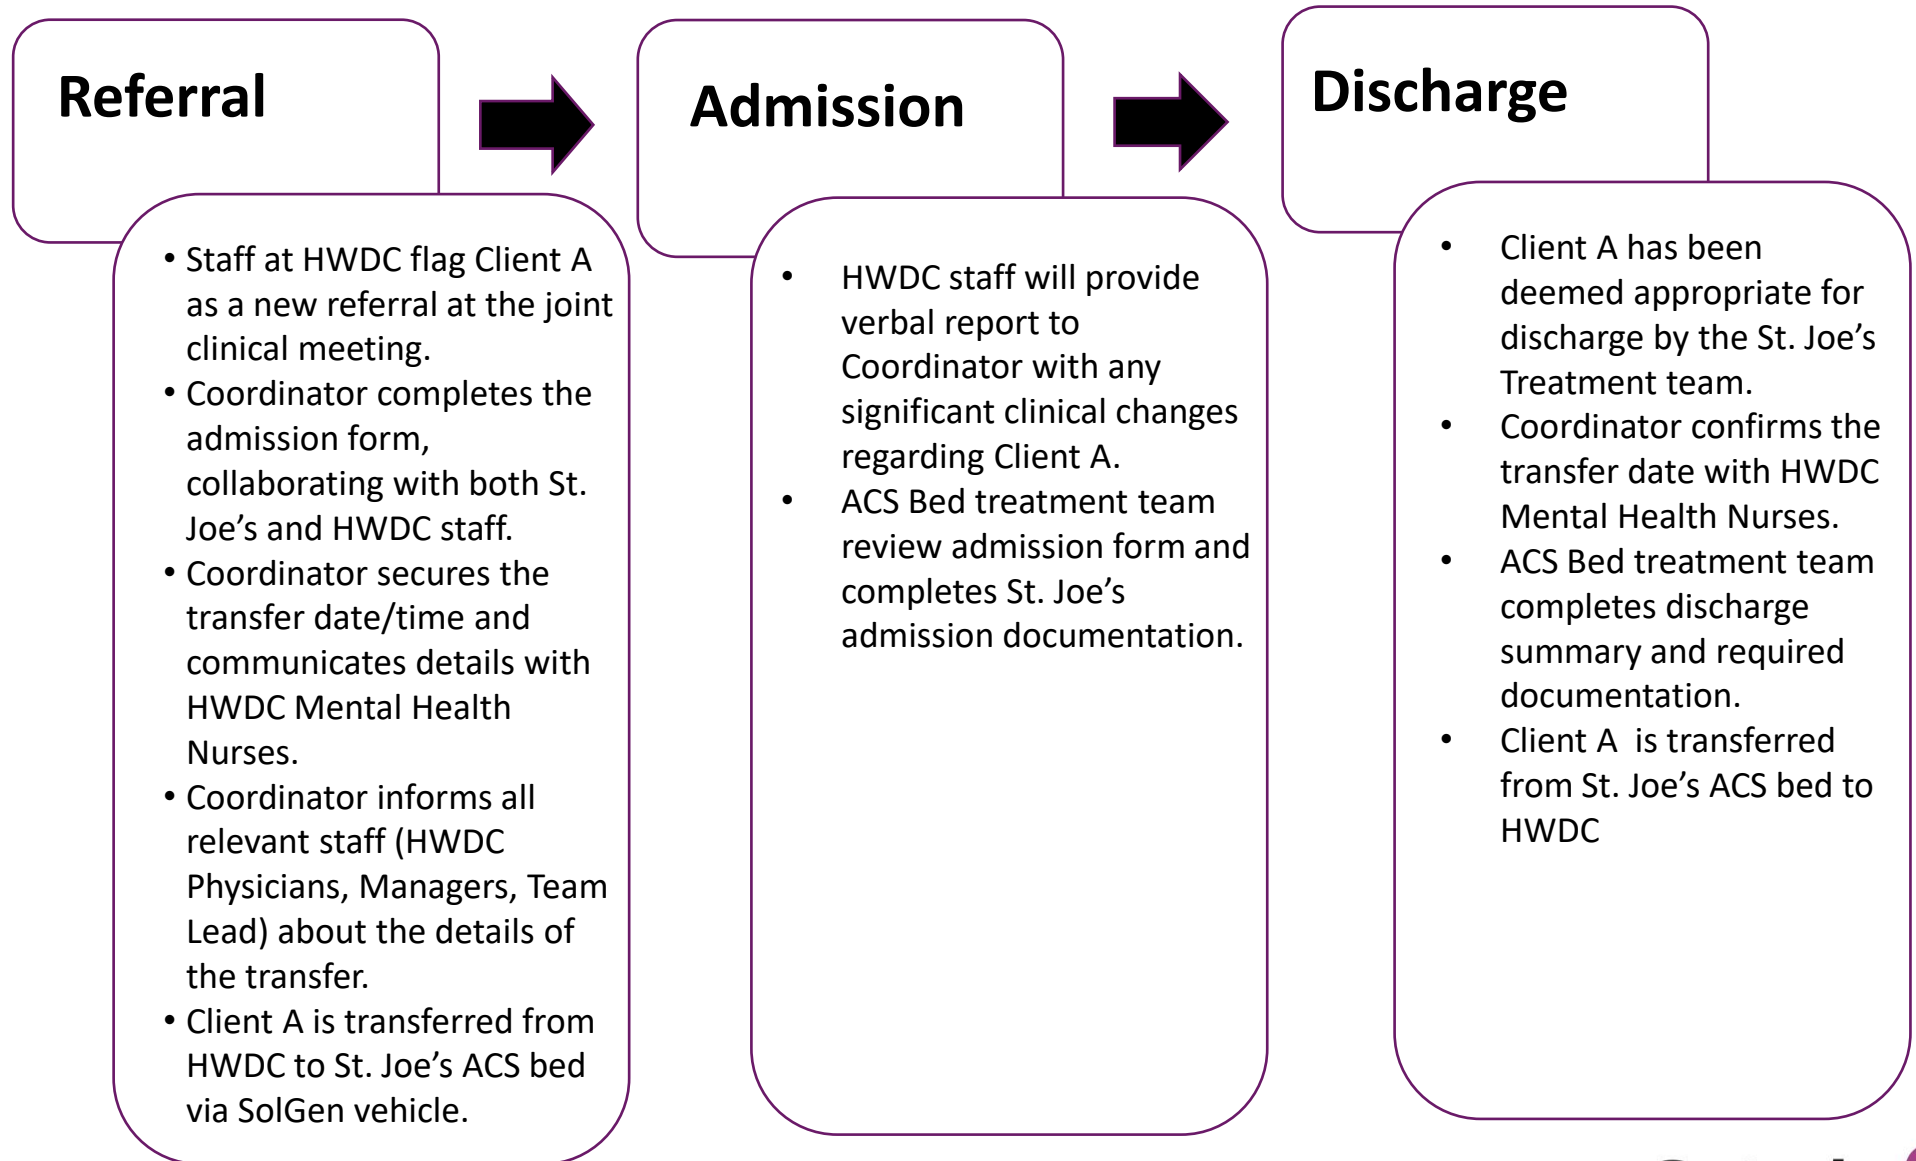 Referral
• Staff at HWDC flag Client A
as a new referral at the joint
clinical meeting.
• Coordinator completes the
admission form,
collaborating with both St.
Joe’s and HWDC staff.
• Coordinator secures the
transfer date/time and
communicates details with
HWDC Mental Health
Nurses.
• Coordinator informs all
relevant staff (HWDC
Physicians, Managers, Team
Lead) about the details of
the transfer.
• Client A is transferred from
HWDC to St. Joe’s ACS bed
via SolGen vehicle.
Admission
• HWDC staff will provide
verbal report to
Coordinator with any
significant clinical changes
regarding Client A.
• ACS Bed treatment team
review admission form and
completes St. Joe’s
admission documentation.
Discharge
• Client A has been
deemed appropriate for
discharge by the St. Joe’s
Treatment team.
• Coordinator confirms the
transfer date with HWDC
Mental Health Nurses.
• ACS Bed treatment team
completes discharge
summary and required
documentation.
• Client A  is transferred
from St. Joe’s ACS bed to
HWDC